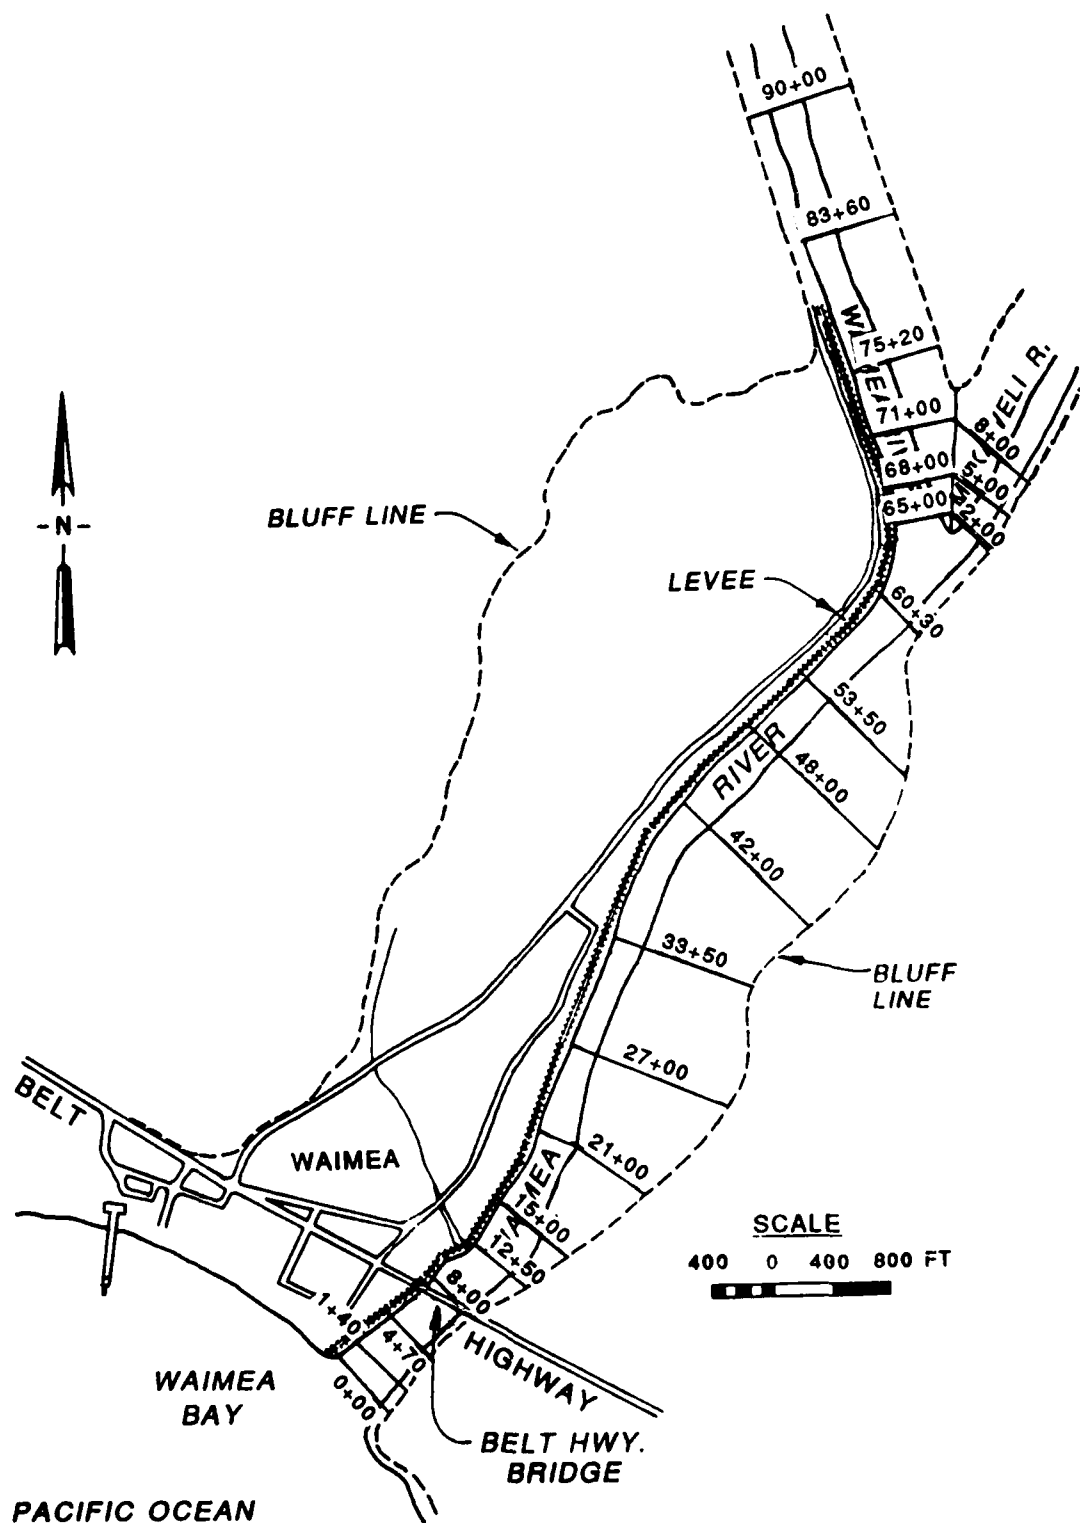 90+00
83+60
75+20
71+00
8+00
68+00
5+00
65+00
2+00
- N -
BLUFF LINE
LEVEE
60+30
53+50
RIVER
48+00
42+00
33+50
BLUFF
LINE
27+00
BELT
WAIMEA
21+00
15+00
12+50
SCALE
400 0 400 800 FT
8+00
1+40
4+70
HIGHWAY
0+00
WAIMEA
BAY
BELT HWY.
BRIDGE
PACIFIC OCEAN